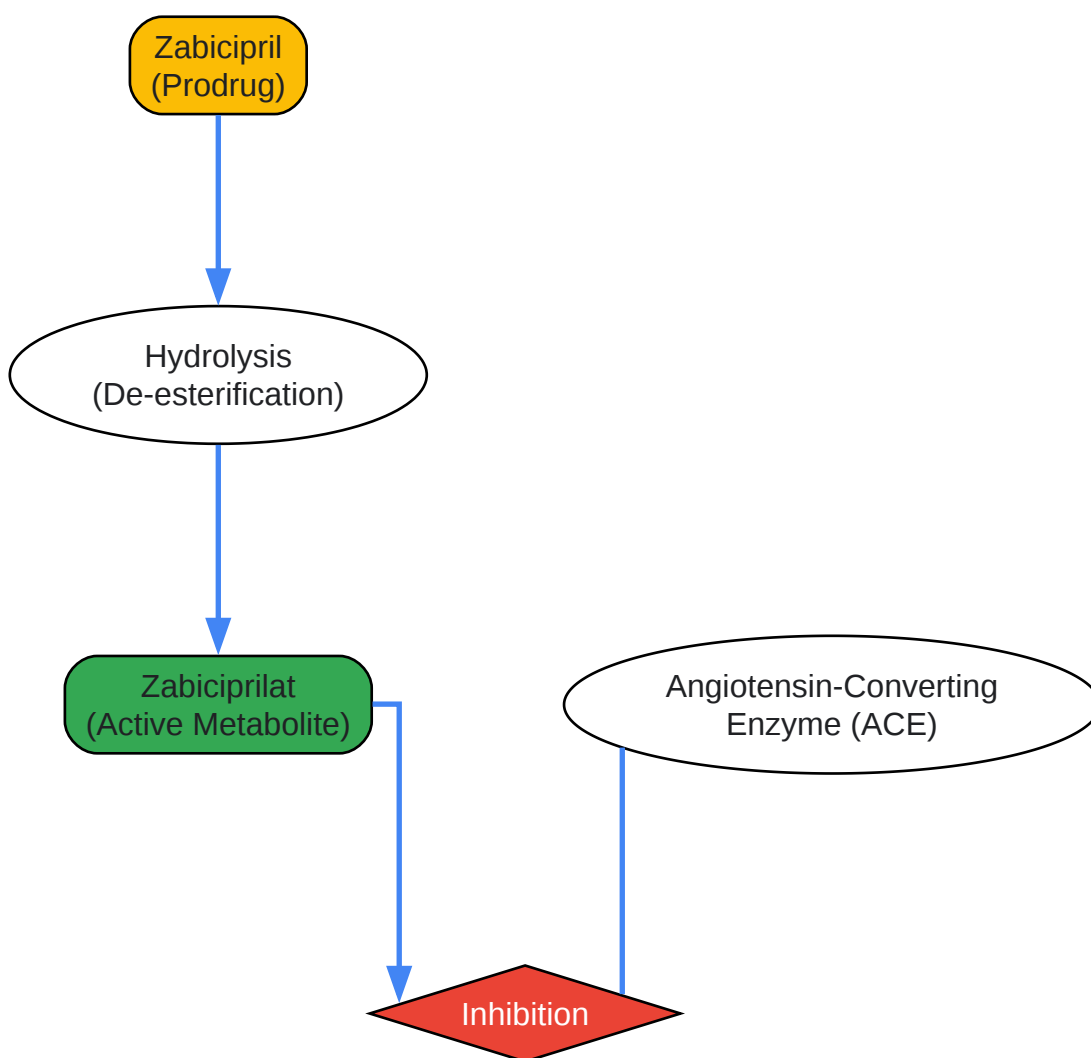 Zabicipril
(Prodrug)
Hydrolysis
(De-esterification)
Zabiciprilat
(Active Metabolite)
Angiotensin-Converting
Enzyme (ACE)
Inhibition